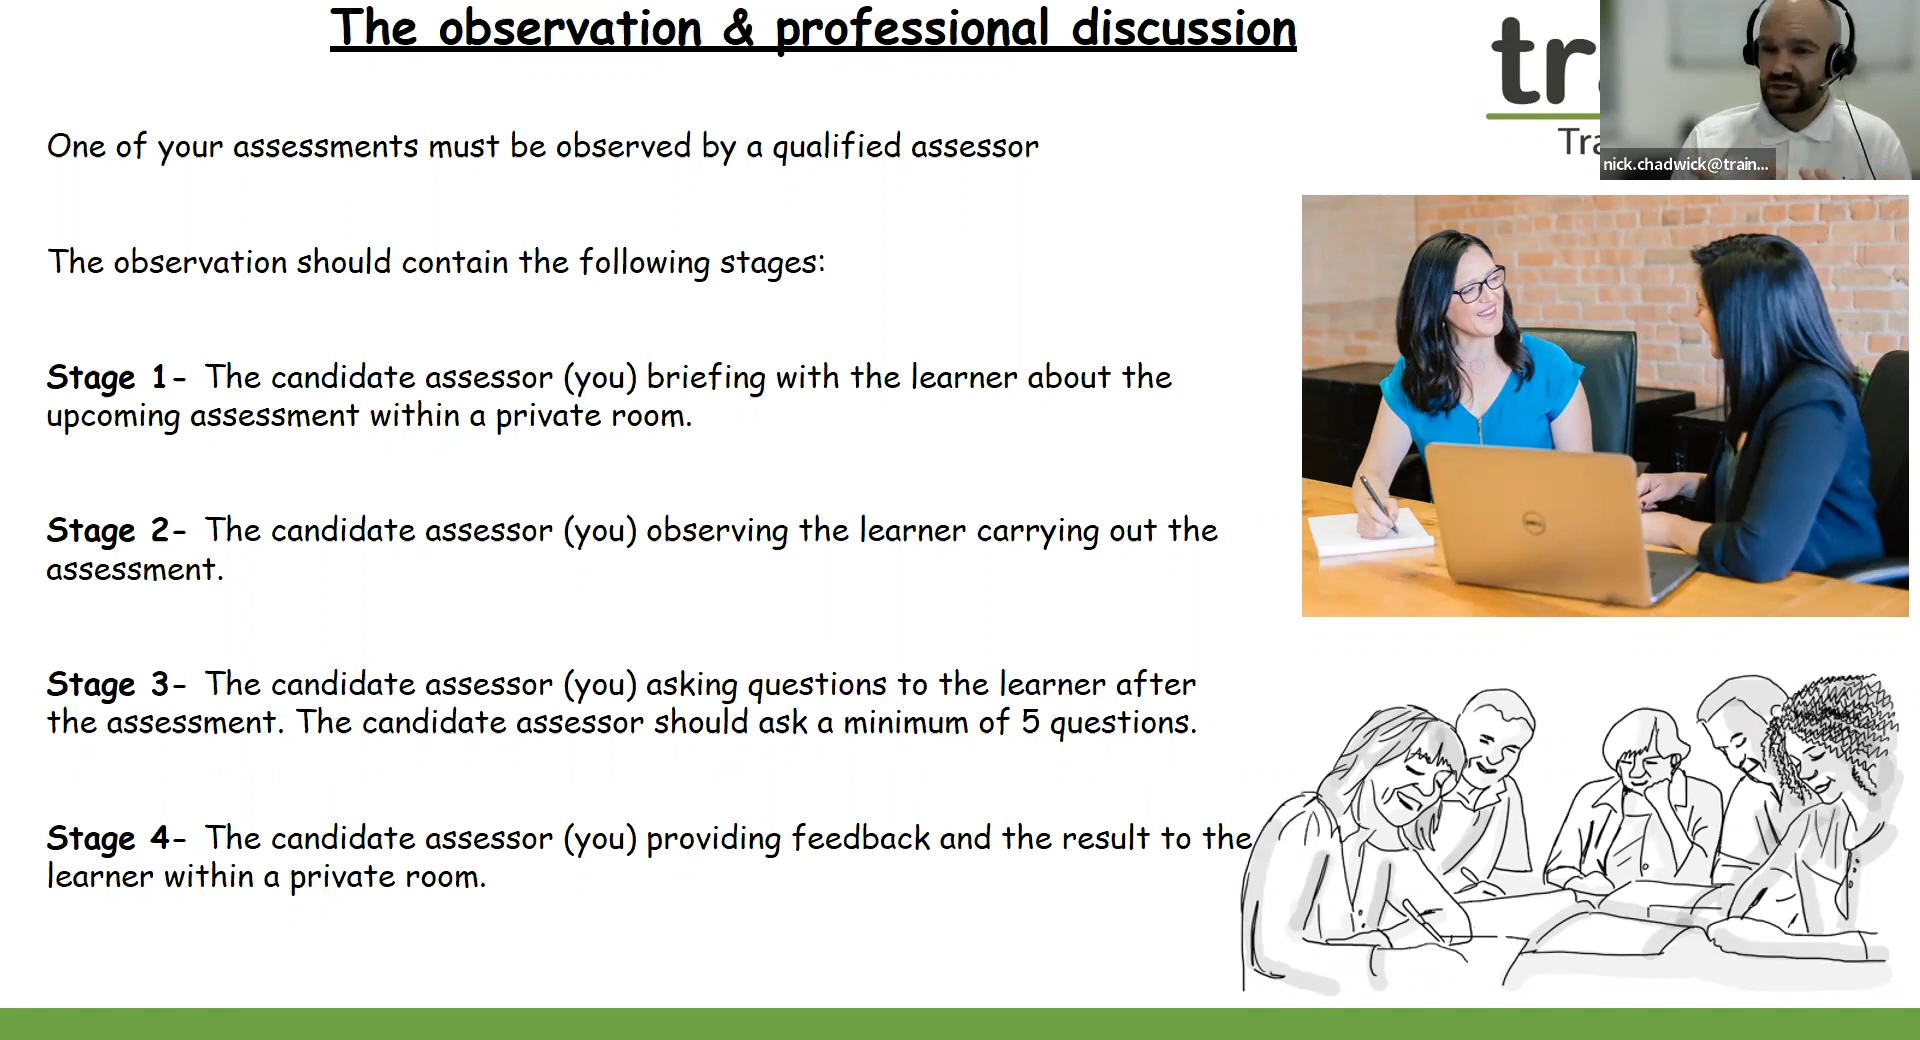 The observation & professional discussion
One of your assessments must be observed by a qualified assessor
The observation should contain the following stages:
Stage 1- The candidate assessor (you) briefing with the learner about the
upcoming assessment within a private room.
Stage 2- The candidate assessor (you) observing the learner carrying out the
assessment.
Stage 3- The candidate assessor (you) asking questions to the learner after
the assessment. The candidate assessor should ask a minimum of 5 questions.
Stage 4- The candidate assessor (you) providing feedback and the result to the
learner within a private room.
tr
Tra
nick.chadwick@train...
DELL